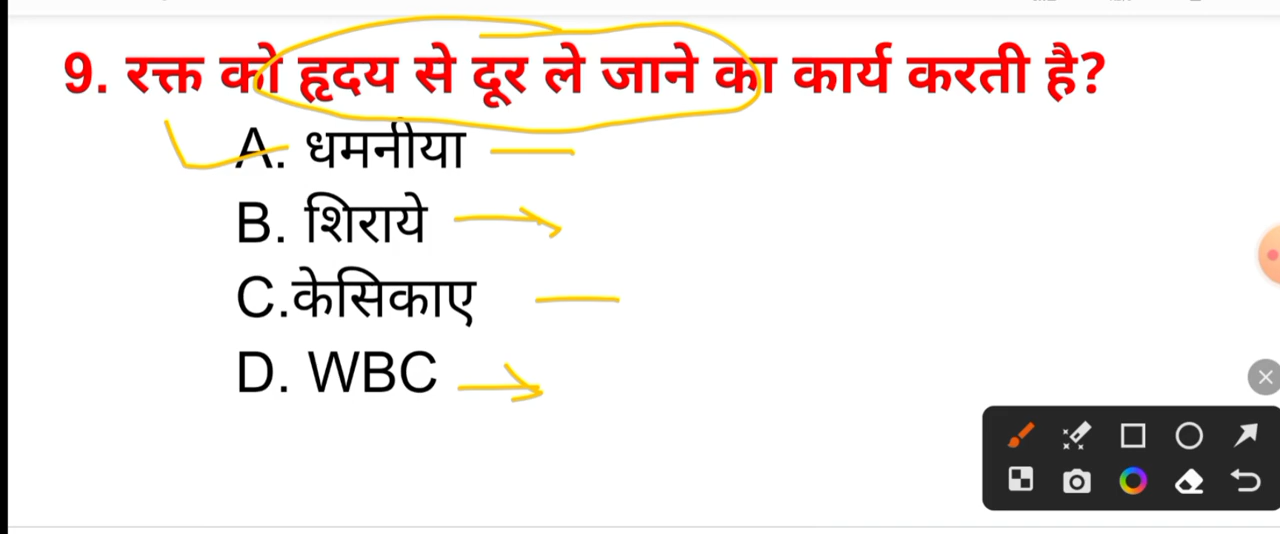 9. रक्त को हृदय से दूर ले जाने का कार्य करती है?
A. धमनीया
B. शिराये
C.केसिकाए
D. WBC